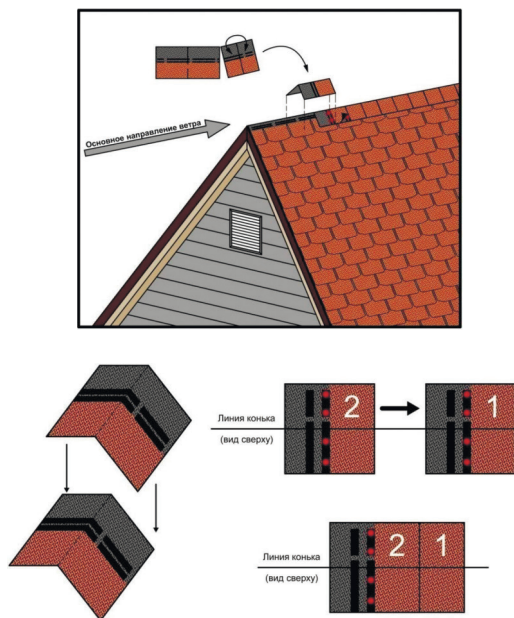 Основное направление ветра
Линия конька
(вид сверху)
2
1
Линия конька
(вид сверху)
2
1